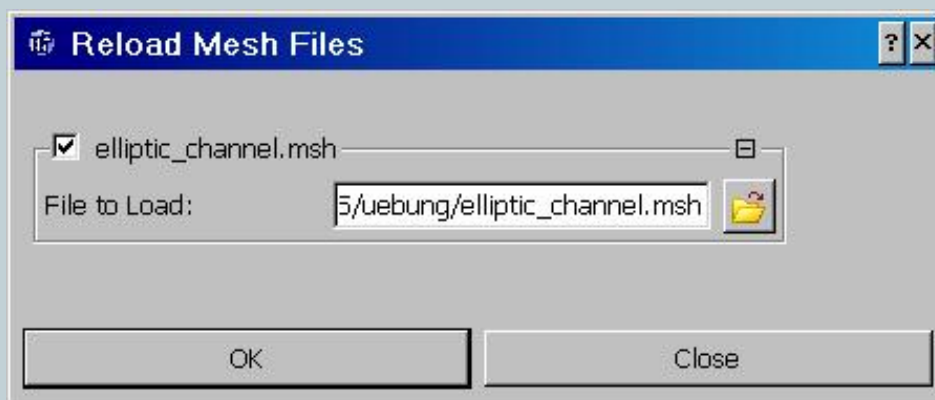 Reload Mesh Files
elliptic_channel.msh
File to Load: 5/uebung/elliptic_channel.msh
OK Close